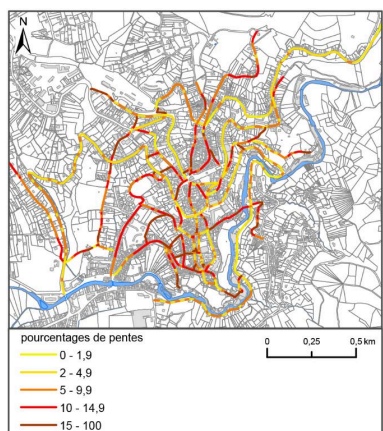 N
pourcentages de pentes
0 - 1,9
2 - 4,9
5 - 9,9
10 - 14,9
15 - 100
0 0,25 0,5 km